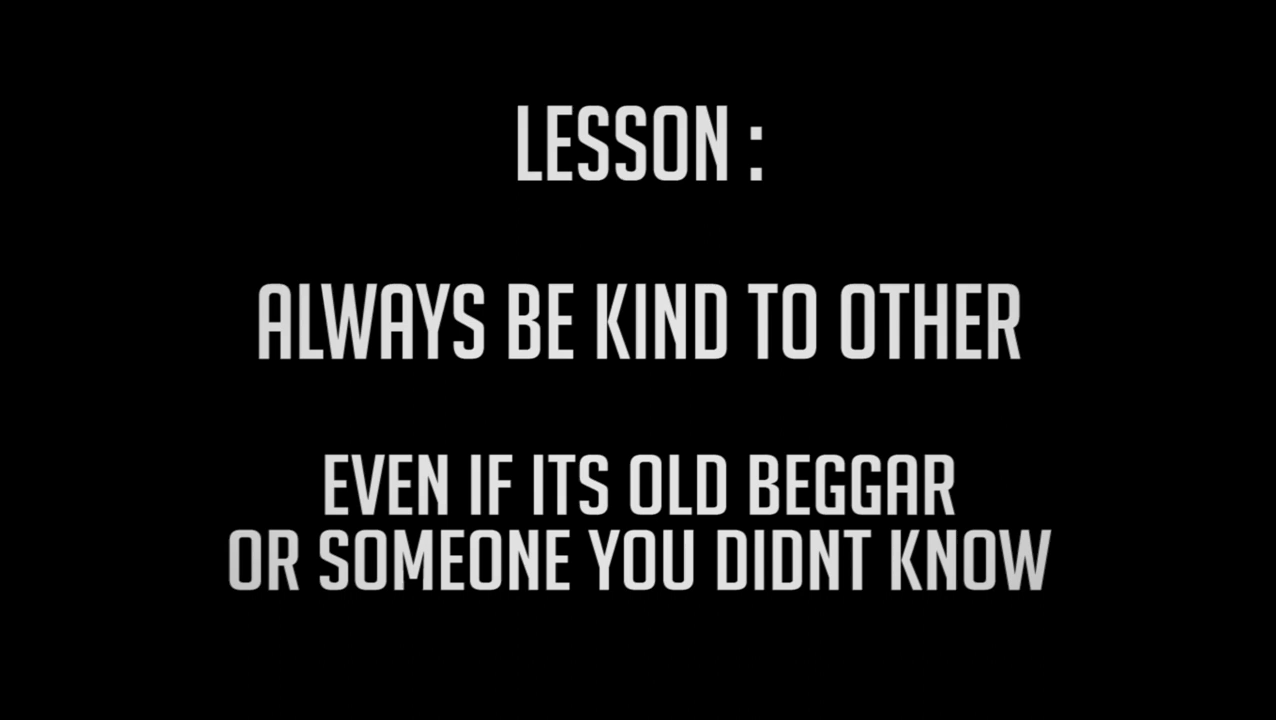 LESSON :
ALWAYS BE KIND TO OTHER
EVEN IF ITS OLD BEGGAR
OR SOMEONE YOU DIDNT KNOW